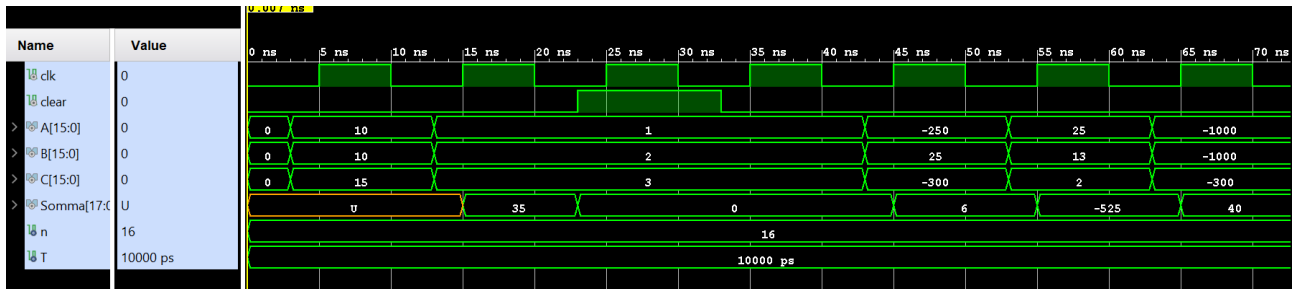 0.007 ns
Name Value
0 ns 5 ns 10 ns 15 ns 20 ns 25 ns 30 ns 35 ns 40 ns 45 ns 50 ns 55 ns 60 ns 65 ns 70 ns
clk 0
clear 0
A[15:0] 0 0 10 1 -250 25 -1000
B[15:0] 0 0 10 2 25 13 -1000
C[15:0] 0 0 15 3 -300 2 -300
Somma[17:0 U U 35 0 6 -525 40
n 16 16
T 10000 ps 10000 ps